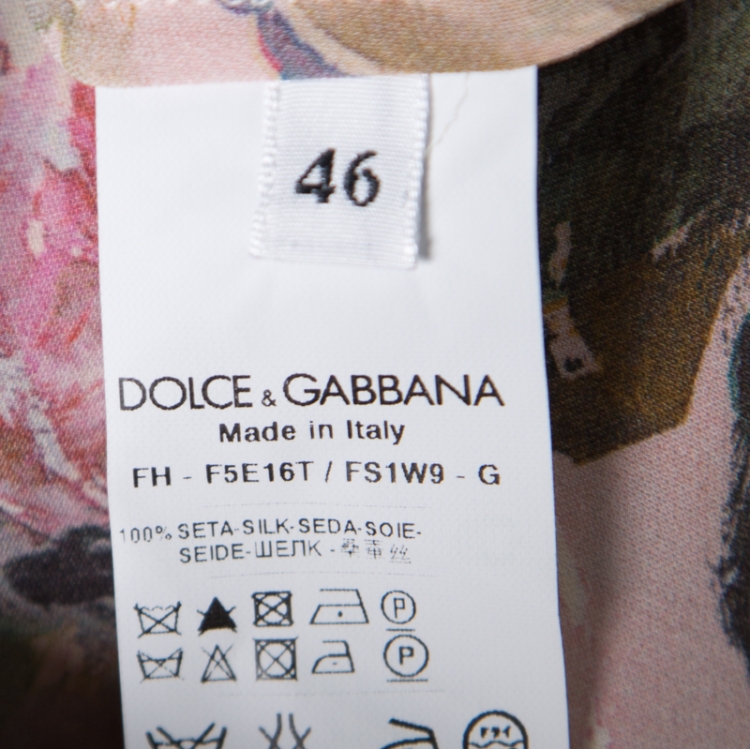 46
DOLCE & GABBANA
Made in Italy
FH - F5E16T / FS1W9 - G
100% SETA-SILK-SEDA-SOIE-
SEIDE-ШЕЛК -
P
P